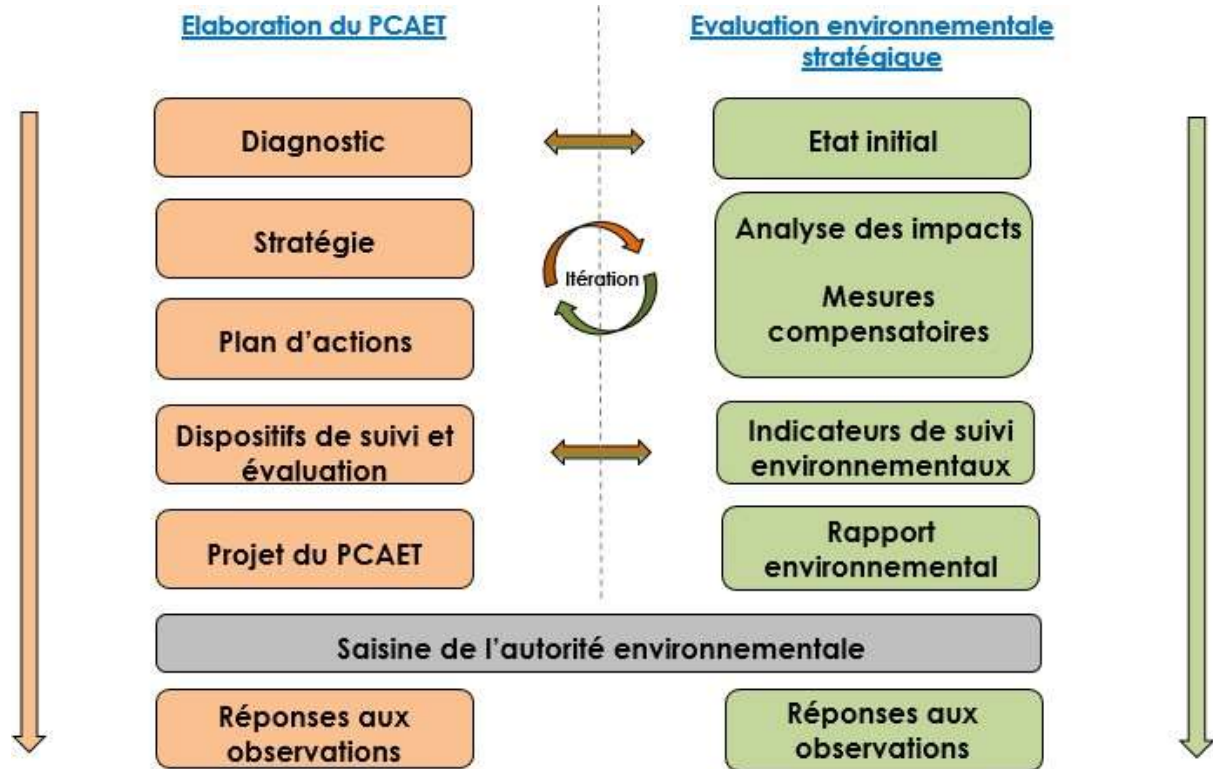 Elaboration du PCAET
Evaluation environnementale
stratégique
Diagnostic
Etat initial
Stratégie
Analyse des impacts
Itération
Plan d'actions
Mesures
compensatoires
Dispositifs de suivi et
évaluation
Indicateurs de suivi
environnementaux
Projet du PCAET
Rapport
environnemental
Saisine de l'autorité environnementale
Réponses aux
observations
Réponses aux
observations